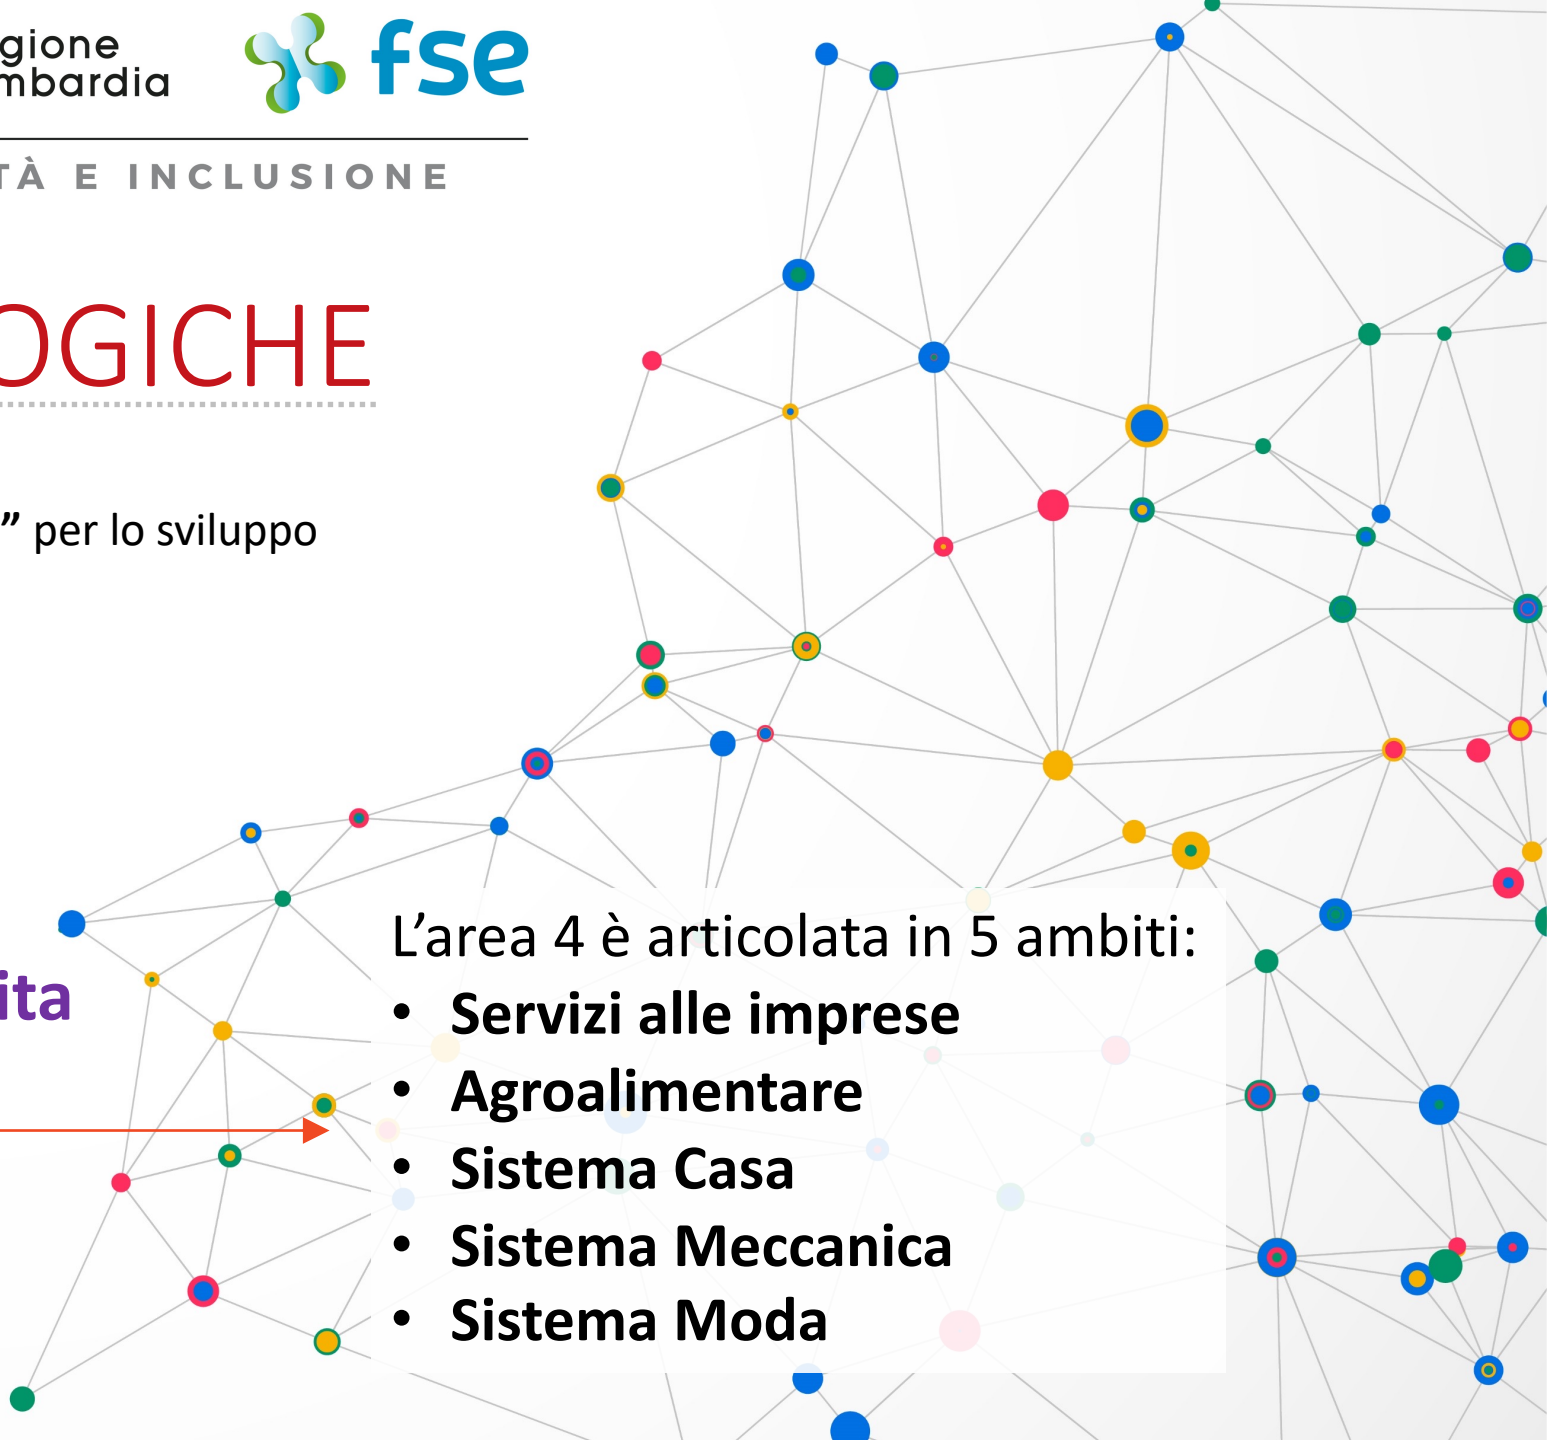 gione
mbardia
fse
TÀ E INCLUSIONE
OGICHE
” per lo sviluppo
ita
L’area 4 è articolata in 5 ambiti:
• Servizi alle imprese
• Agroalimentare
• Sistema Casa
• Sistema Meccanica
• Sistema Moda